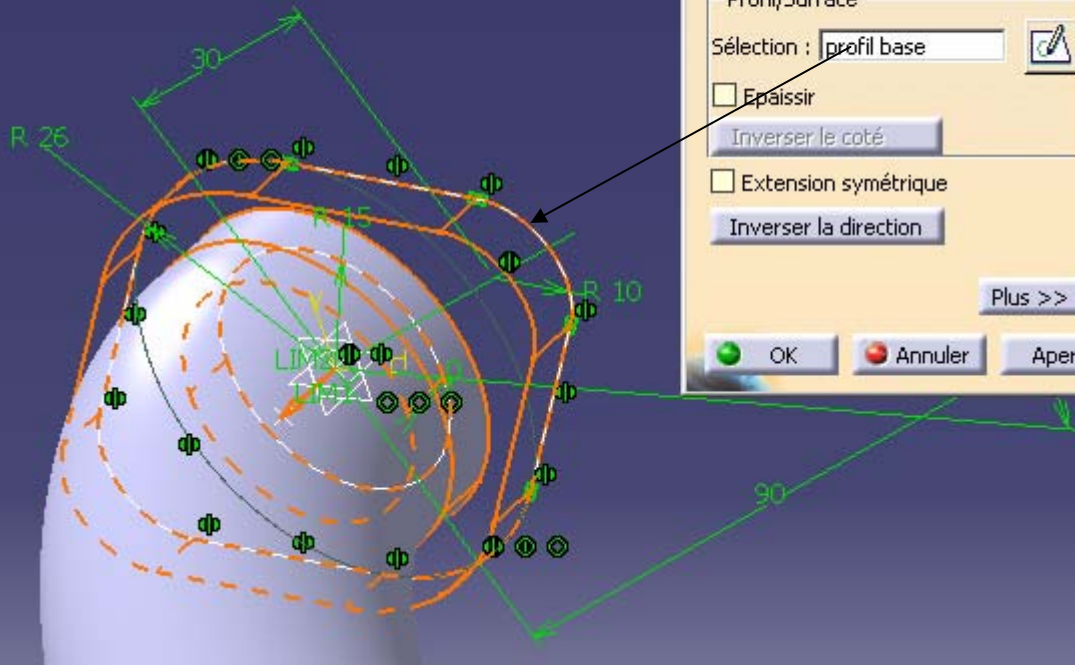 Profil/Surface
Sélection : profil base
Epaissir
Inverser le coté
Extension symétrique
Inverser la direction
Plus >>
OK
Annuler
Aper
30
R 26
R 15
R 10
H
90